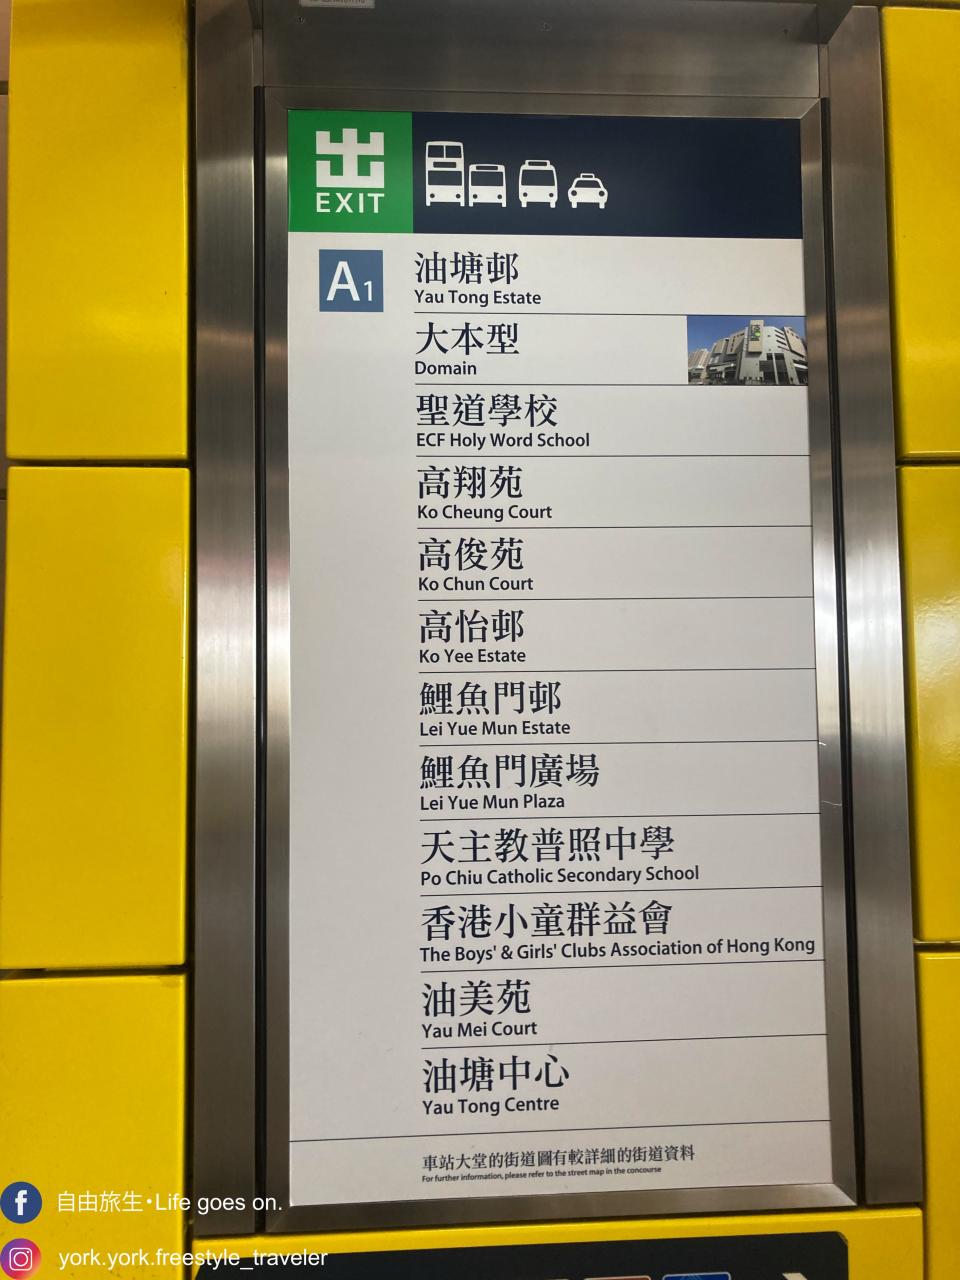 出
EXIT
A1
油塘邨
Yau Tong Estate
大本型
Domain
聖道學校
ECF Holy Word School
高翔苑
Ko Cheung Court
高俊苑
Ko Chun Court
高怡邨
Ko Yee Estate
鯉魚門邨
Lei Yue Mun Estate
鯉魚門廣場
Lei Yue Mun Plaza
天主教普照中學
Po Chiu Catholic Secondary School
香港小童群益會
The Boys' & Girls' Clubs Association of Hong Kong
油美苑
Yau Mei Court
油塘中心
Yau Tong Centre
車站大堂的街道圖有較詳細的街道資料
For further information, please refer to the street map in the concourse
自由旅生•Life goes on.
york.york.freestyle_traveler